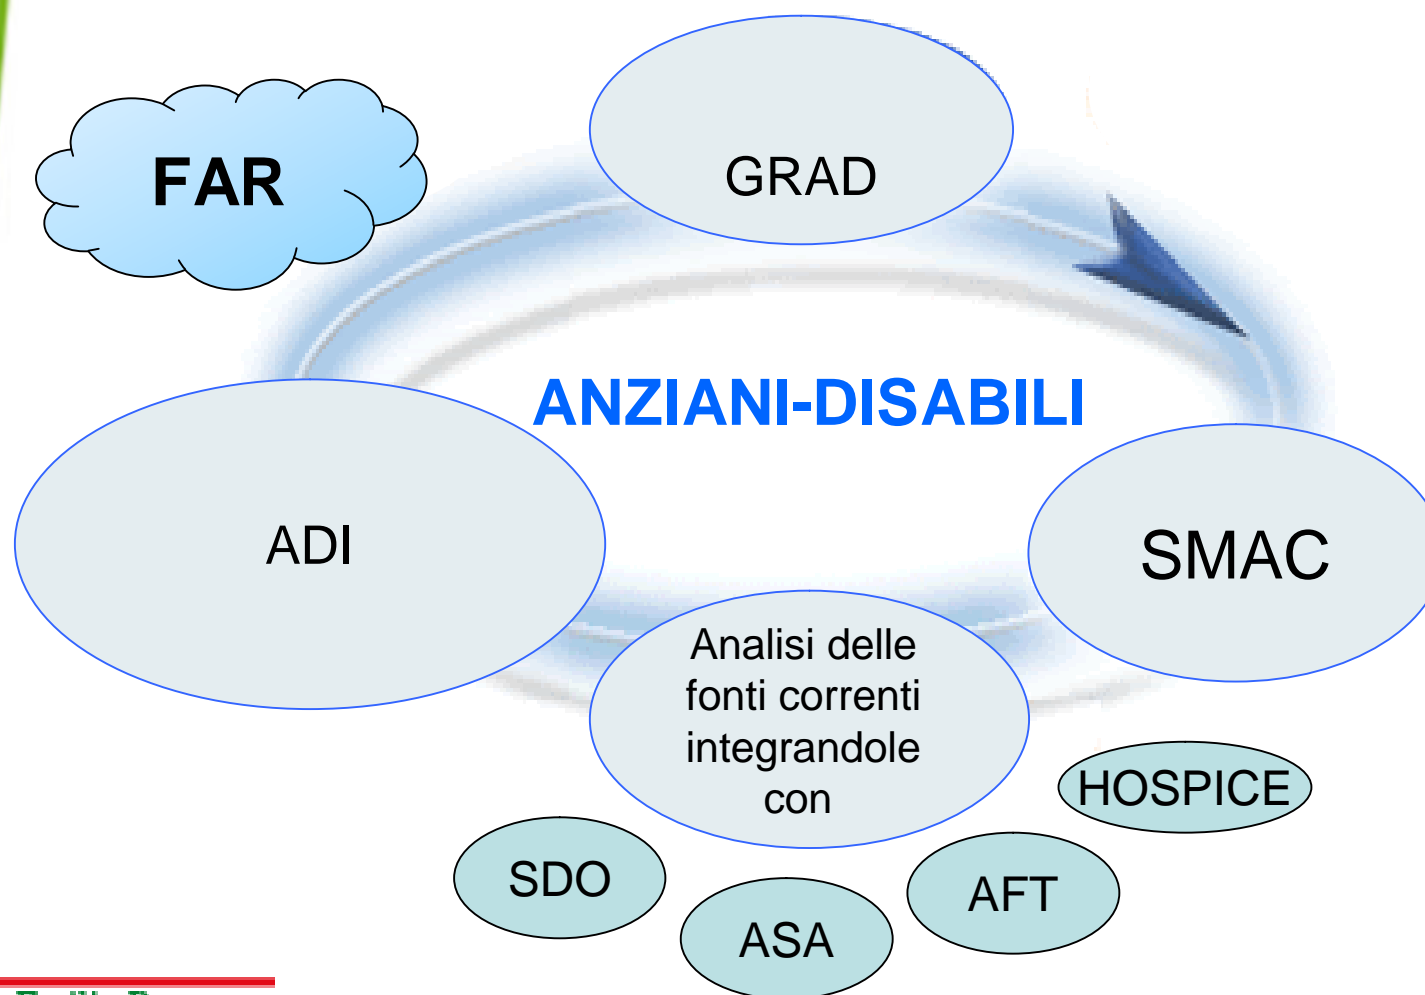 FAR
GRAD
ANZIANI-DISABILI
ADI
SMAC
Analisi delle
fonti correnti
integrandole
con
HOSPICE
SDO
AFT
ASA